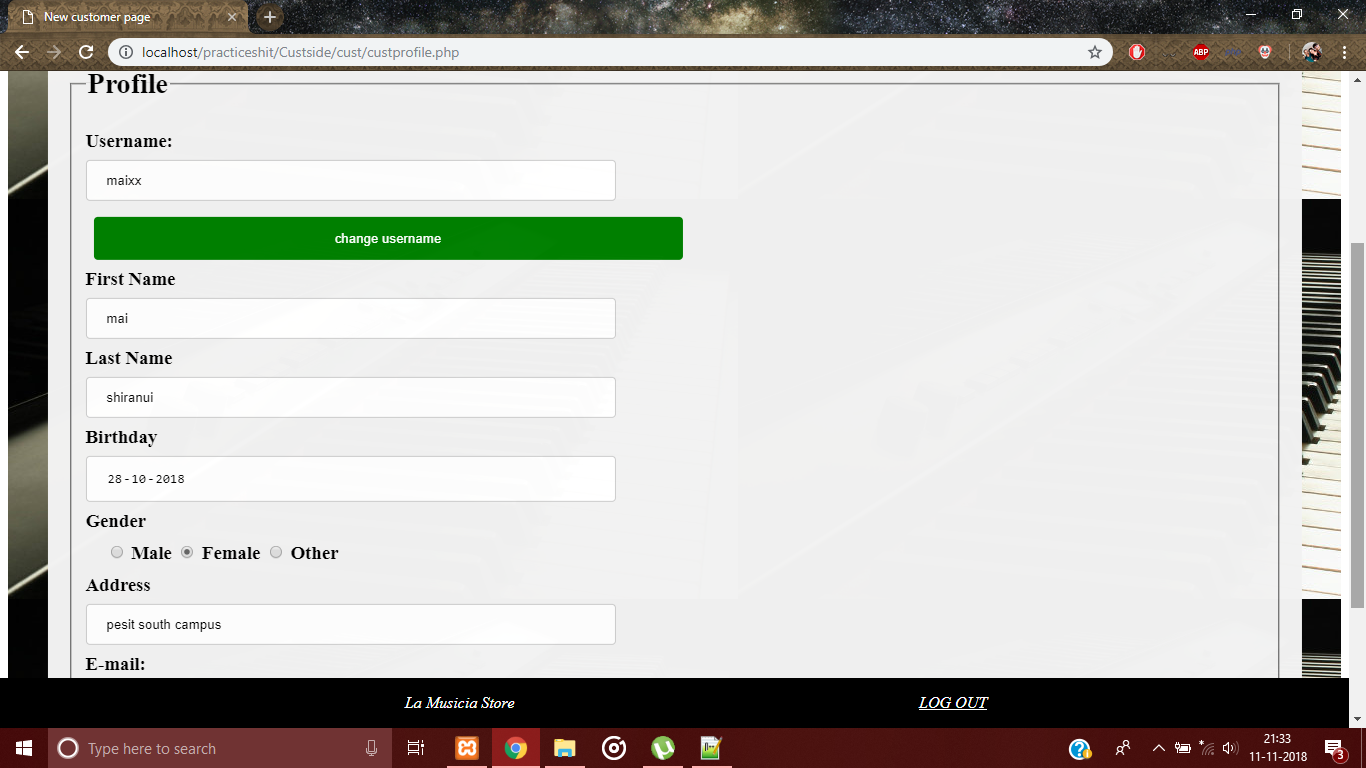 New customer page
localhost/practiceshit/Custside/cust/custprofile.php
ABP
Profile
Username:
maixx
change username
First Name
mai
Last Name
shiranui
Birthday
28-10-2018
Gender
Male Female Other
Address
pesit south campus
E-mail:
La Musicia Store LOG OUT
Type here to search
21:33
11-11-2018
3